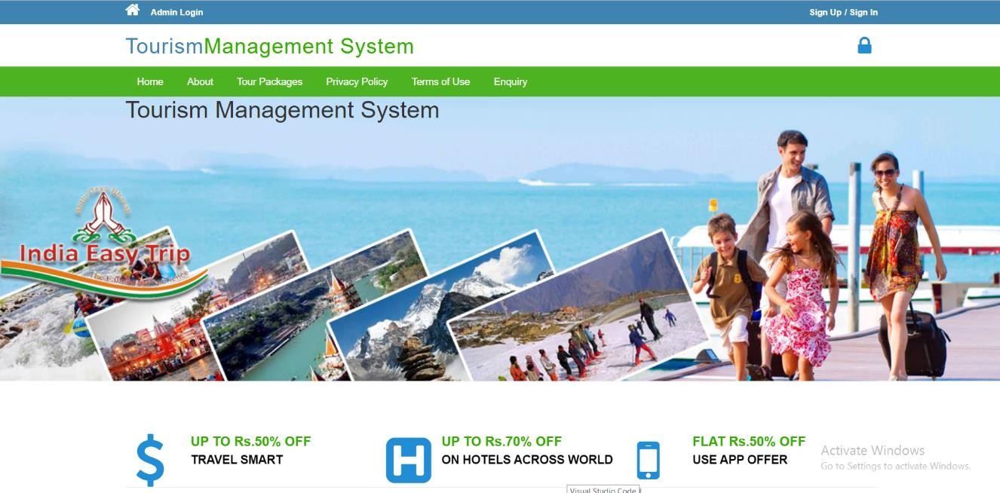 Admin Login
Sign Up / Sign In
TourismManagement System
Home About Tour Packages Privacy Policy Terms of Use Enquiry
Tourism Management System
India Easy Trip
UP TO Rs.50% OFF
TRAVEL SMART
UP TO Rs.70% OFF
ON HOTELS ACROSS WORLD
FLAT Rs.50% OFF
USE APP OFFER
Activate Windows
Go to Settings to activate Windows.
Visual Studio Code